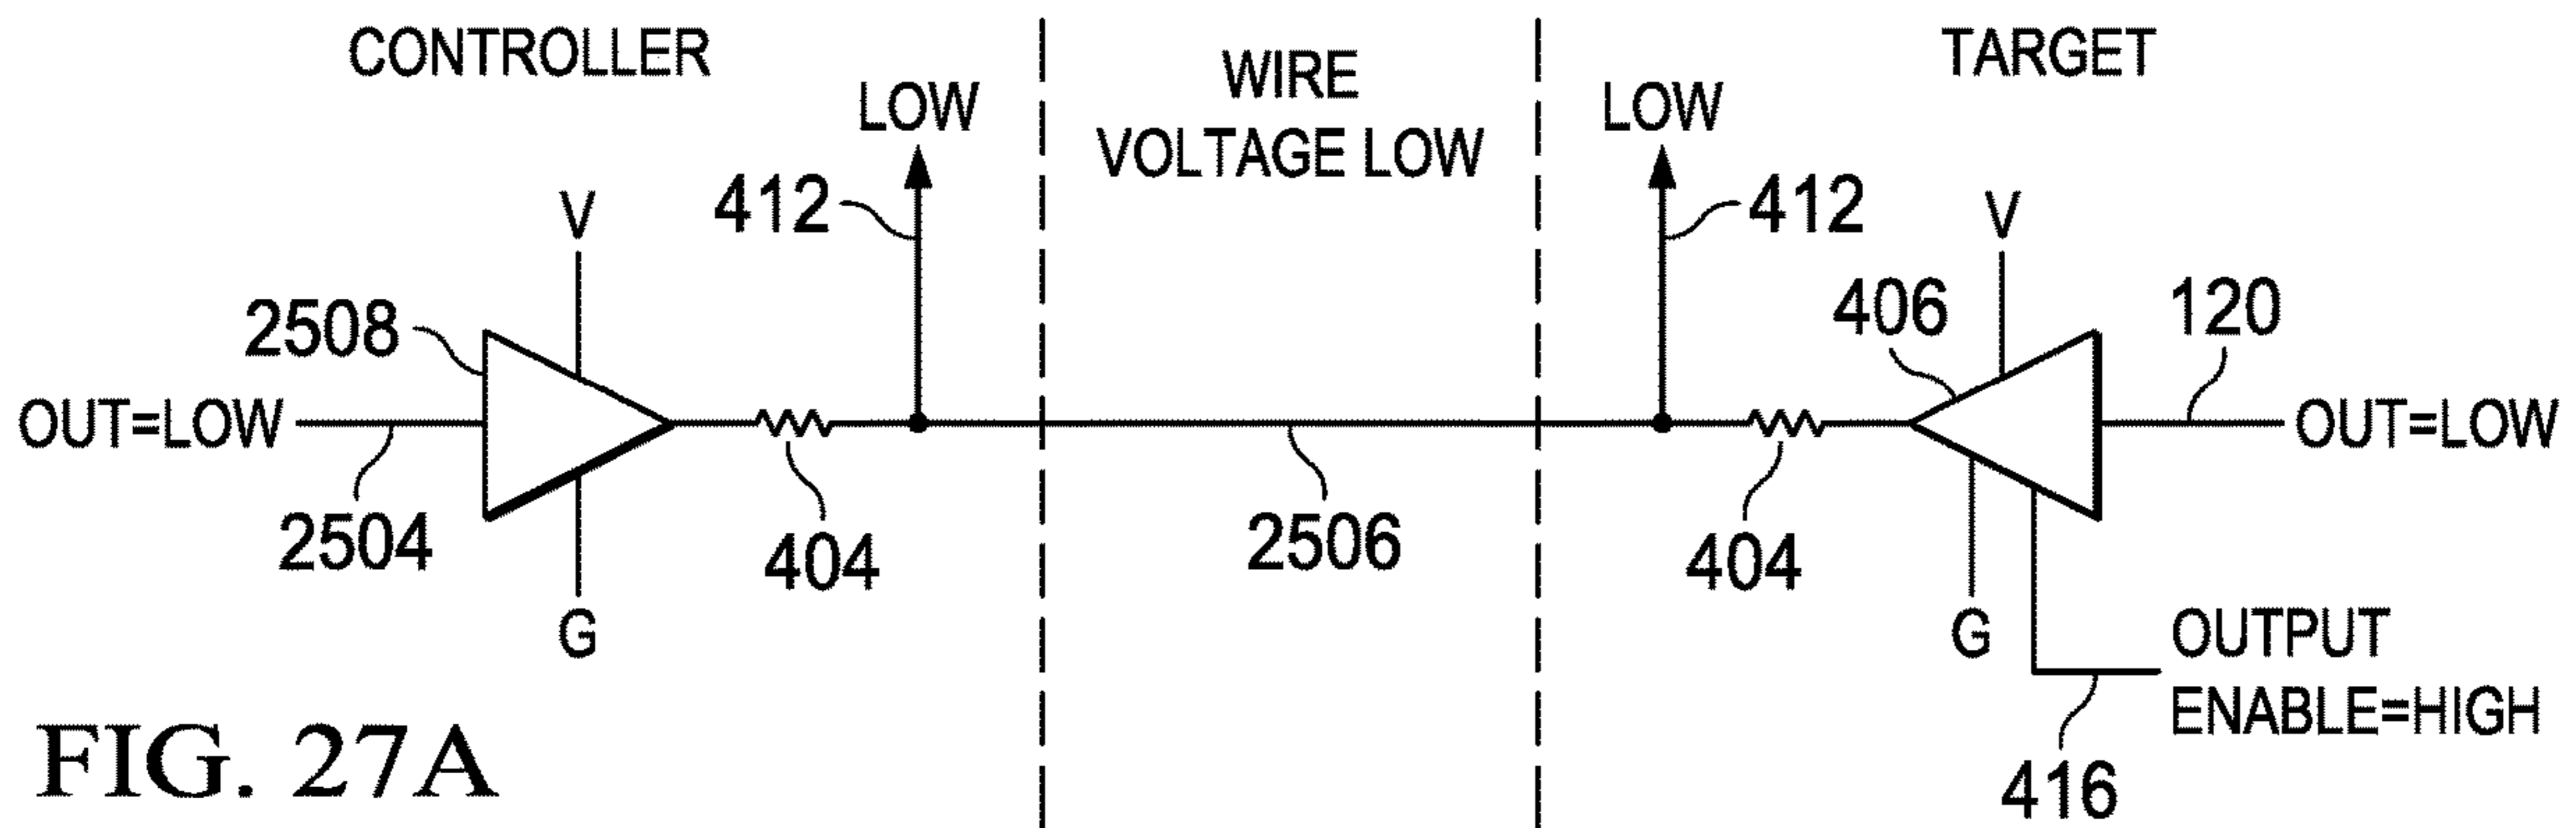 CONTROLLER
WIRE
VOLTAGE LOW
TARGET
LOW
LOW
412
412
V
V
2508
406
120
OUT=LOW
OUT=LOW
2504
404
2506
404
G
G
OUTPUT
ENABLE=HIGH
416
FIG. 27A